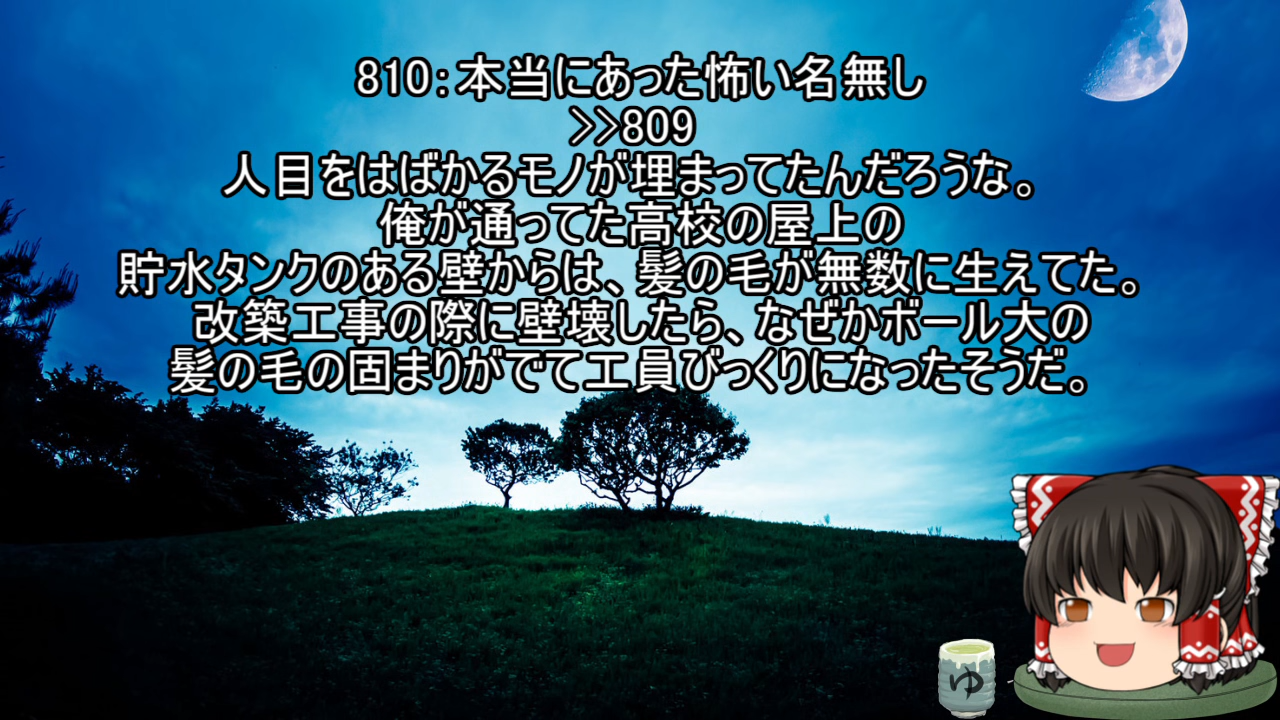 810：本当にあった怖い名無し
>>809
人目をはばかるモノが埋まってたんだろうな。
俺が通ってた高校の屋上の
貯水タンクのある壁からは、髪の毛が無数に生えてた。
改築工事の際に壁壊したら、なぜかボール大の
髪の毛の固まりがでて工員びっくりになったそうだ。
ゆ